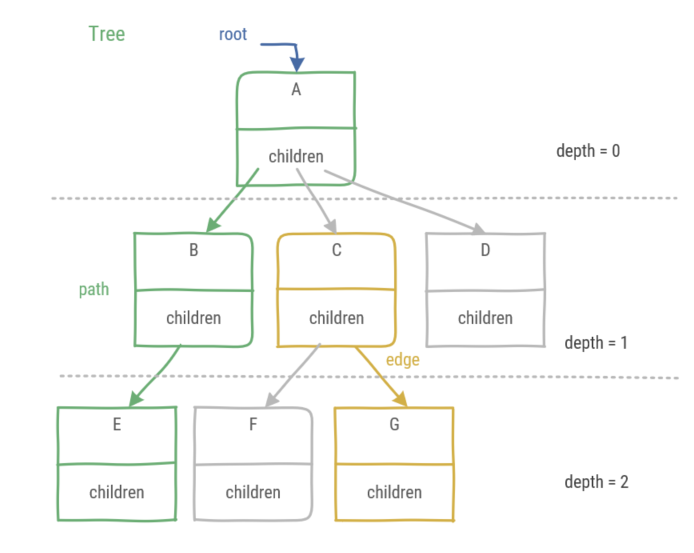 Tree
root
A
children
depth = 0
B
C
D
path
children
children
children
depth = 1
edge
E
F
G
children
children
children
depth = 2